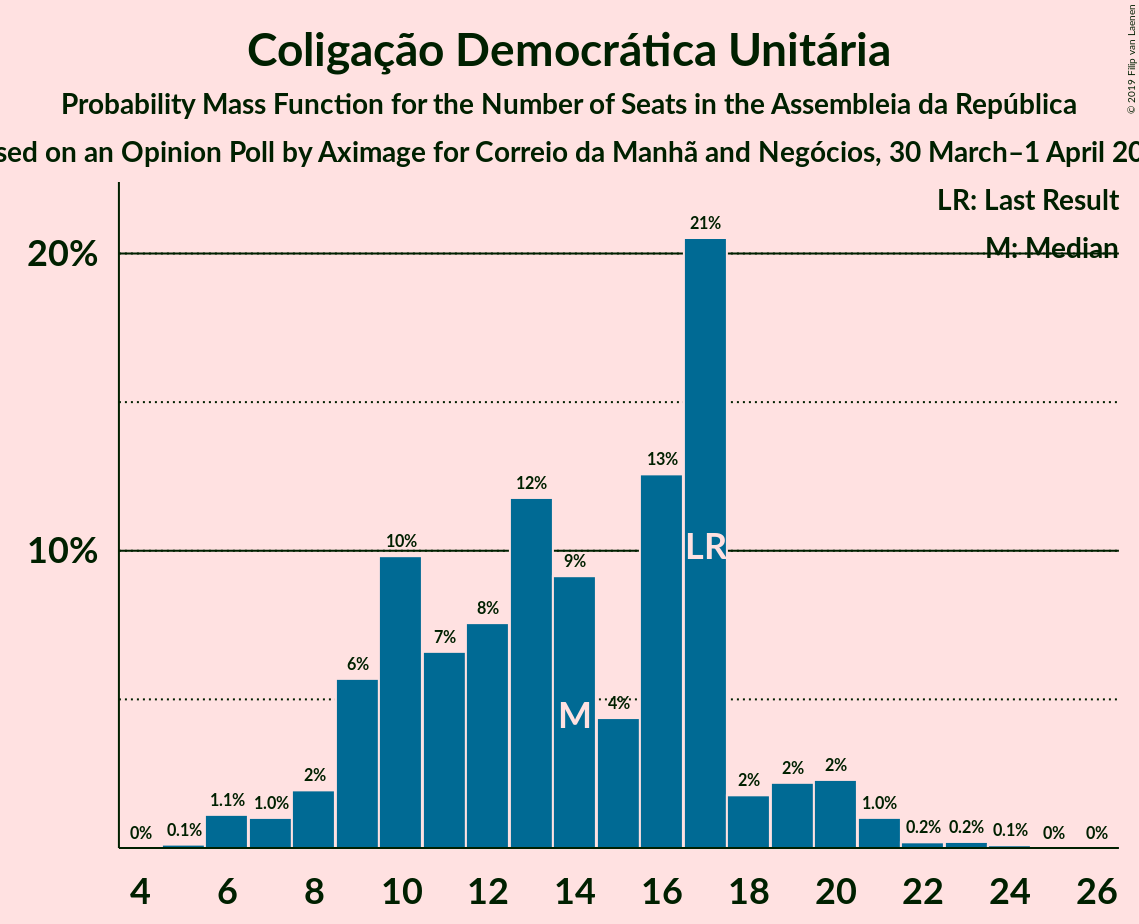 Coligação Democrática Unitária
Probability Mass Function for the Number of Seats in the Assembleia da República
sed on an Opinion Poll by Aximage for Correio da Manhã and Negócios, 30 March–1 April 20
© 2019 Filip van Laenen
LR: Last Result
M: Median
20%
10%
0%
0.1%
1.1%
1.0%
2%
6%
10%
7%
8%
12%
9%
4%
13%
21%
2%
2%
2%
1.0%
0.2%
0.2%
0.1%
0%
0%
M
LR
4 6 8 10 12 14 16 18 20 22 24 26